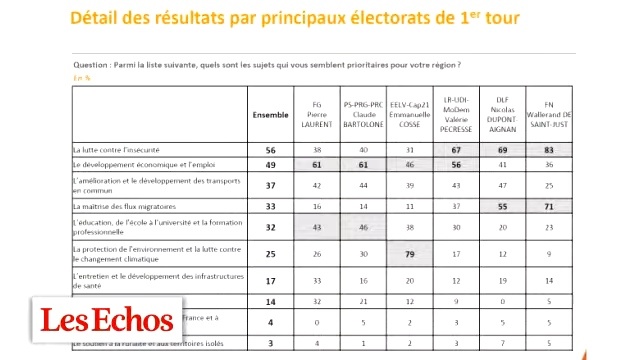 Détail des résultats par principaux électorats de 1er tour
Question : Parmi la liste suivante, quels sont les sujets qui vous semblent prioritaires pour votre région ?
En %
Ensemble
FG Pierre LAURENT
PS-PRG-PRC Claude BARTOLONE
EELV-Cap21 Emmanuelle COSSE
LR-UDI-MoDem Valérie PECRESSE
DLF Nicolas DUPONT-AIGNAN
FN Wallerand DE SAINT-JUST
La lutte contre l'insécurité 56 38 40 31 67 69 83
Le développement économique et l'emploi 49 61 61 46 56 41 36
L'amélioration et le développement des transports
en commun 37 42 44 39 43 47 25
La maîtrise des flux migratoires 33 16 14 11 37 55 71
L'éducation, de l'école à l'université et la formation
professionnelle 32 43 46 38 30 20 23
La protection de l'environnement et la lutte contre
le changement climatique 25 26 30 79 17 12 9
L'entretien et le développement des infrastructures
de santé 17 33 16 20 12 19 14
14 32 21 12 9 0 5
France et à
4 0 5 2 3 5 5
Le soutien à la ruralité et aux territoires isolés 3 4 1 2 3 7 5
Les Echos